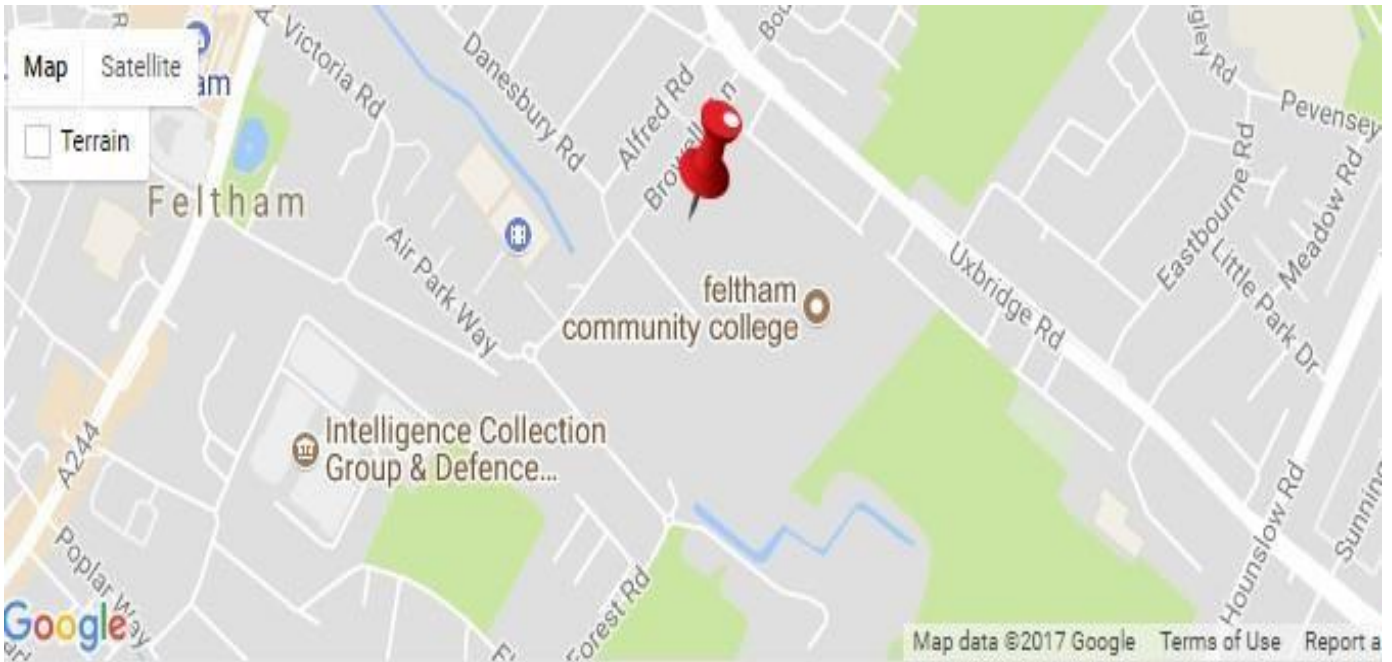 Map Satellite
Terrain
Victoria Rd
Danesbury Rd
Alfred Rd
Pevensey
Feltham
Eastbourne Rd
Meadow Rd
Little Park Dr
Air Park Way
Uxbridge Rd
feltham
community college
Intelligence Collection
Group & Defence...
A244
Hounslow Rd
Poplar Way
Forest Rd
Google
Map data ©2017 Google Terms of Use Report a